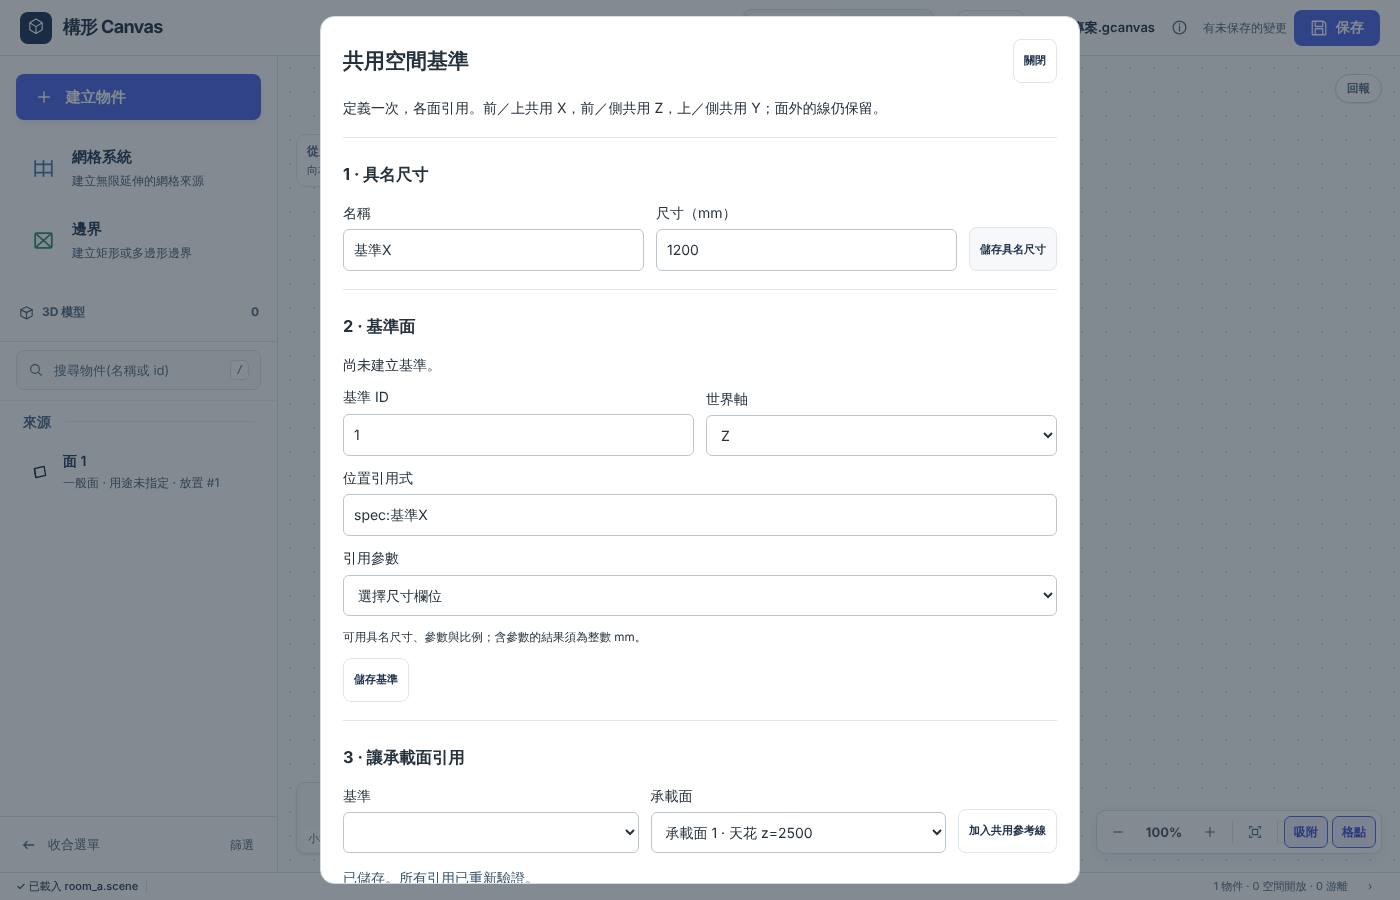 構形 Canvas
專案.gcanvas
有未保存的變更
保存
建立物件
網格系統
建立無限延伸的網格來源
邊界
建立矩形或多邊形邊界
3D 模型
0
搜尋物件(名稱或 id)
/
來源
面 1
一般面 · 用途未指定 · 放置 #1
收合選單
篩選
已載入 room_a.scene
共用空間基準
關閉
定義一次，各面引用。前／上共用 X，前／側共用 Z，上／側共用 Y；面外的線仍保留。
1 · 具名尺寸
名稱
尺寸（mm）
基準X
1200
儲存具名尺寸
2 · 基準面
尚未建立基準。
基準 ID
世界軸
1
Z
位置引用式
spec:基準X
引用參數
選擇尺寸欄位
可用具名尺寸、參數與比例；含參數的結果須為整數 mm。
儲存基準
3 · 讓承載面引用
基準
承載面
承載面 1 · 天花 z=2500
加入共用參考線
已儲存。所有引用已重新驗證。
回報
從
向
小
100%
吸附
格點
1 物件 · 0 空間開放 · 0 游離